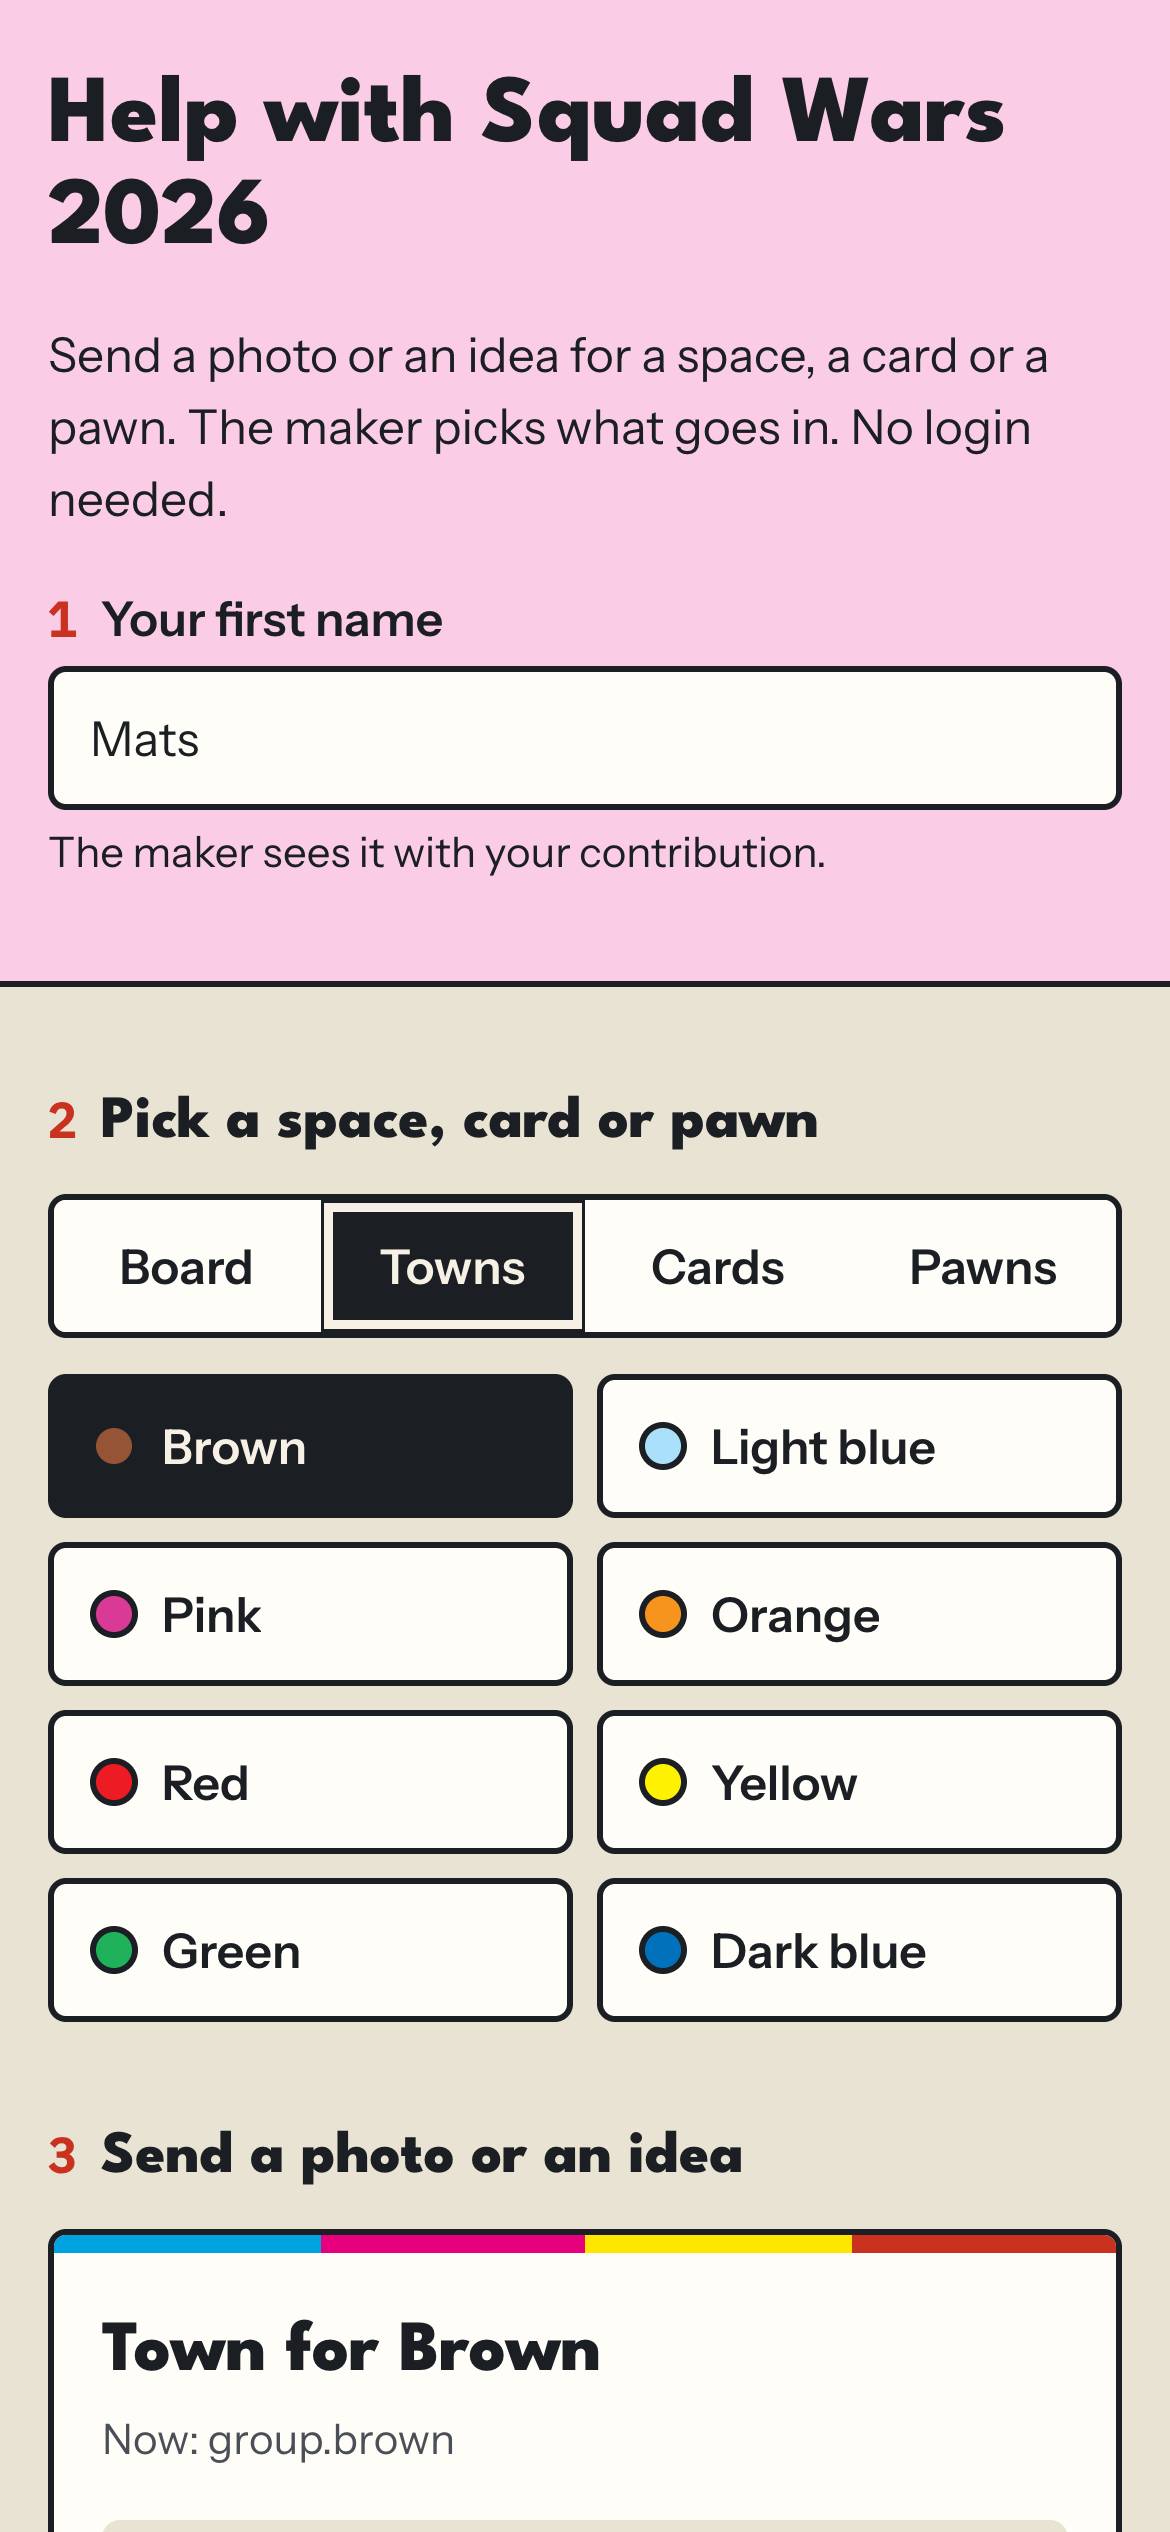 Help with Squad Wars
2026
Send a photo or an idea for a space, a card or a
pawn. The maker picks what goes in. No login
needed.
1 Your first name
Mats
The maker sees it with your contribution.
2 Pick a space, card or pawn
Board Towns Cards Pawns
Brown Light blue
Pink Orange
Red Yellow
Green Dark blue
3 Send a photo or an idea
Town for Brown
Now: group.brown